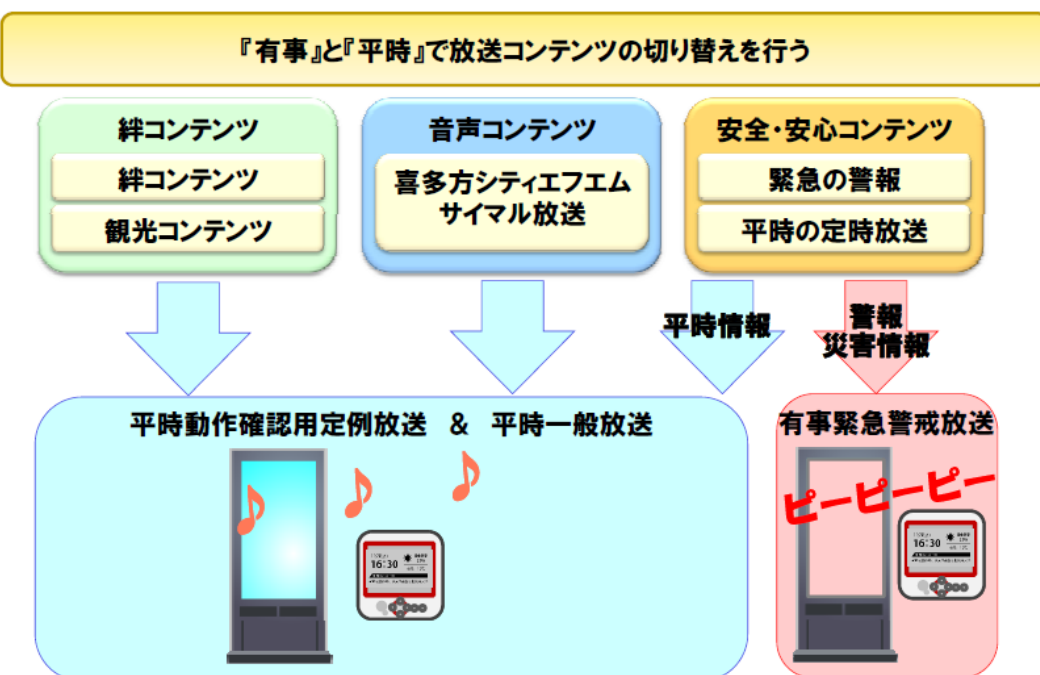 『有事』と『平時』で放送コンテンツの切り替えを行う
絆コンテンツ
絆コンテンツ
観光コンテンツ
音声コンテンツ
喜多方シティエフエム
サイマル放送
安全・安心コンテンツ
緊急の警報
平時の定時放送
平時情報
警報
災害情報
平時動作確認用定例放送 & 平時一般放送
有事緊急警戒放送
ピーピーピー
16:30
16:30